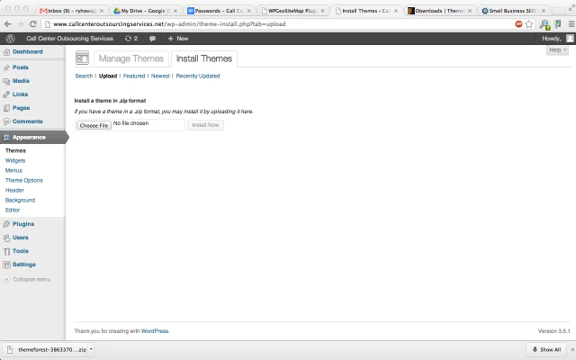 Inbox (9) - ryhow
My Drive - Google D
Passwords - Call C
WPGeoSiteMap Plug
Install Themes ‹ Call C
Downloads | Theme
Small Business SEO
www.callcenteroutsourcingservices.net/wp-admin/theme-install.php?tab=upload
Call Center Outsourcing Services 2 + New Howdy,
Help
Dashboard
Posts
Media
Links
Pages
Comments
Appearance
Themes
Widgets
Menus
Theme Options
Header
Background
Editor
Plugins
Users
Tools
Settings
Collapse menu
Manage Themes Install Themes
Search | Upload | Featured | Newest | Recently Updated
Install a theme in .zip format
If you have a theme in a .zip format, you may install it by uploading it here.
Choose File No file chosen Install Now
Thank you for creating with WordPress. Version 3.5.1
themeforest-3863370....zip Show All